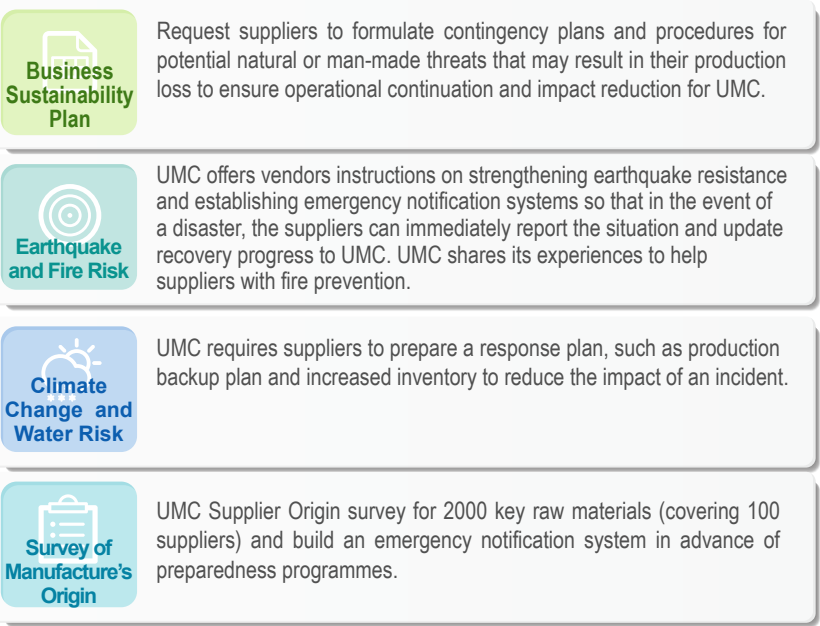 Business
Sustainability
Plan
Request suppliers to formulate contingency plans and procedures for
potential natural or man-made threats that may result in their production
loss to ensure operational continuation and impact reduction for UMC.
Earthquake
and Fire Risk
UMC offers vendors instructions on strengthening earthquake resistance
and establishing emergency notification systems so that in the event of
a disaster, the suppliers can immediately report the situation and update
recovery progress to UMC. UMC shares its experiences to help
suppliers with fire prevention.
Climate
Change and
Water Risk
UMC requires suppliers to prepare a response plan, such as production
backup plan and increased inventory to reduce the impact of an incident.
Survey of
Manufacture's
Origin
UMC Supplier Origin survey for 2000 key raw materials (covering 100
suppliers) and build an emergency notification system in advance of
preparedness programmes.